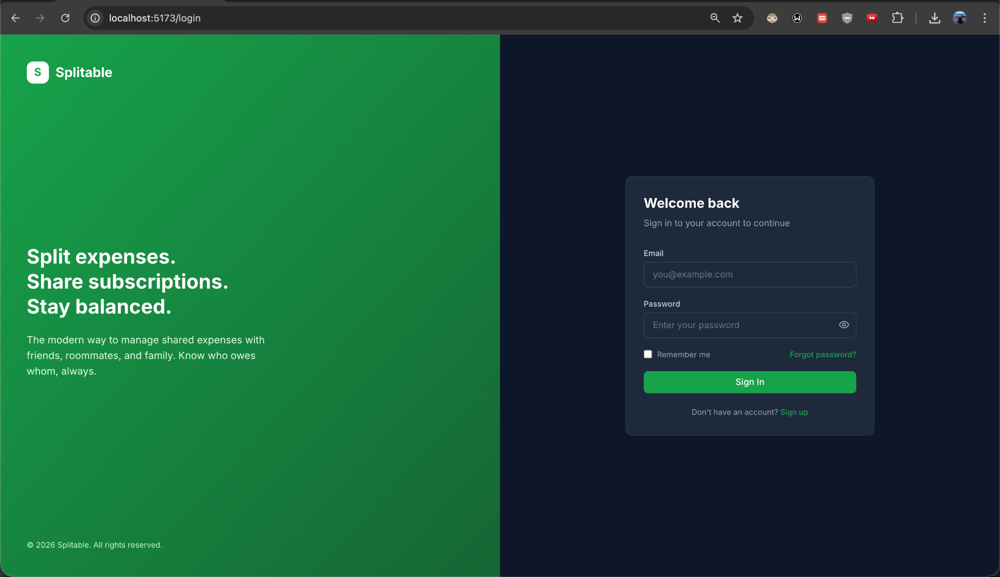 localhost:5173/login
S
Splitable
Split expenses.
Share subscriptions.
Stay balanced.
The modern way to manage shared expenses with
friends, roommates, and family. Know who owes
whom, always.
© 2026 Splitable. All rights reserved.
Welcome back
Sign in to your account to continue
Email
you@example.com
Password
Enter your password
Remember me
Forgot password?
Sign In
Don't have an account? Sign up